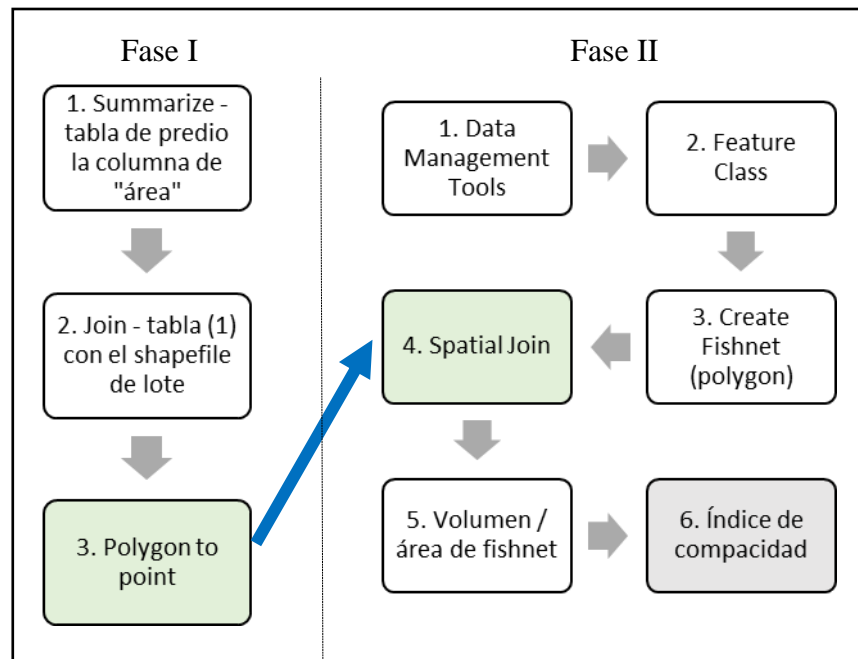 Fase I
1. Summarize -
tabla de predio
la columna de
"área"
2. Join - tabla (1)
con el shapefile
de lote
3. Polygon to
point
Fase II
1. Data
Management
Tools
2. Feature
Class
3. Create
Fishnet
(polygon)
4. Spatial Join
5. Volumen /
área de fishnet
6. Índice de
compacidad